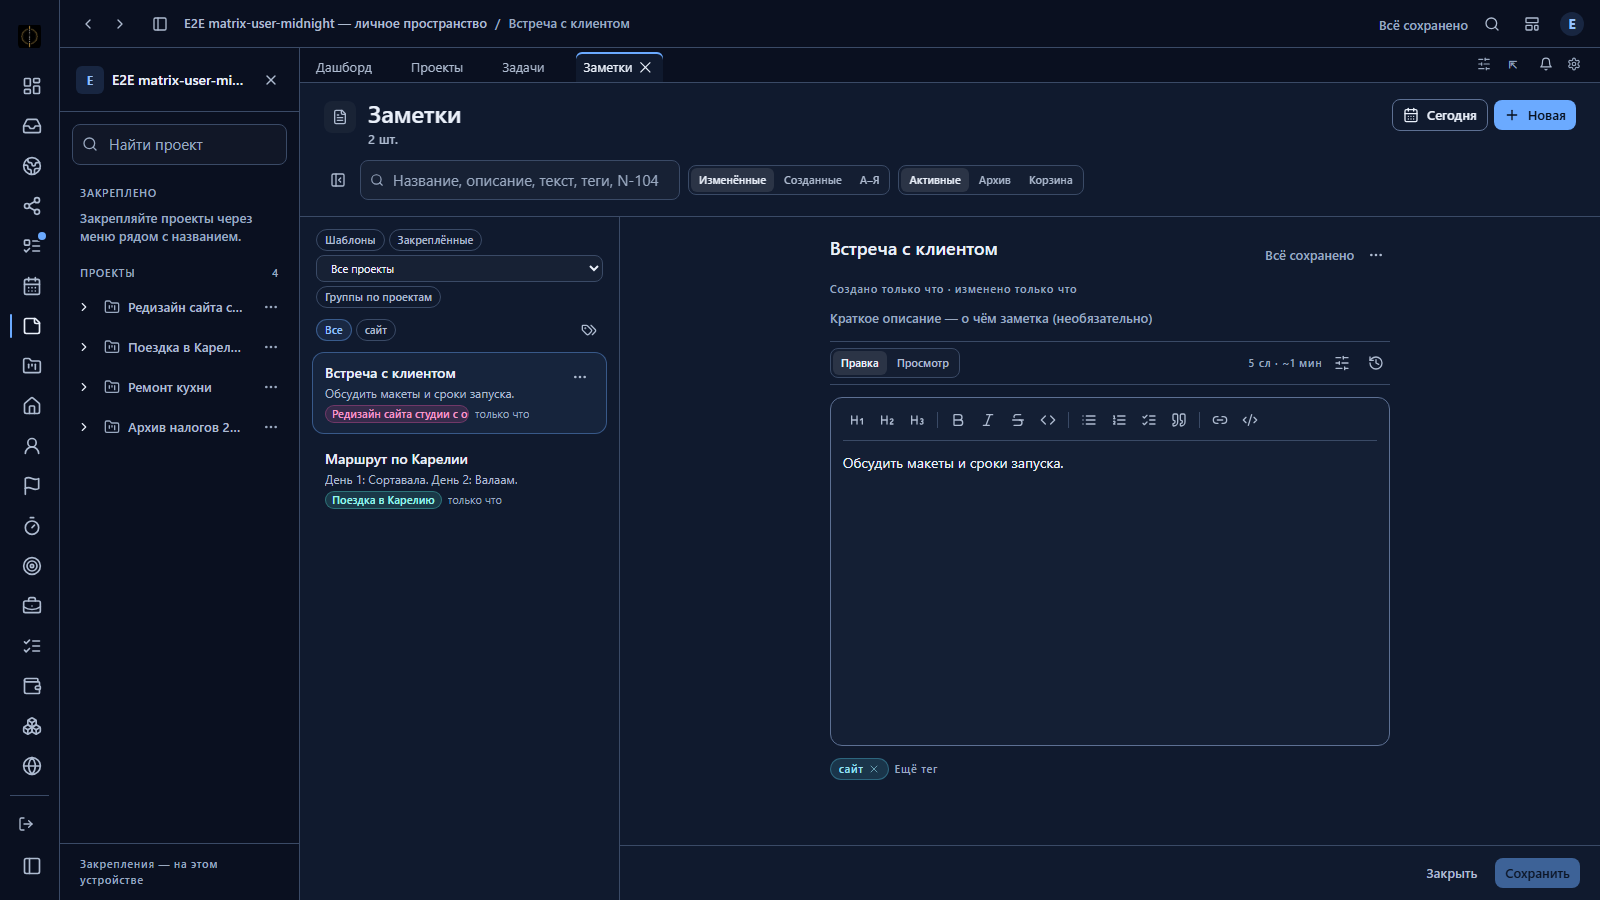 E2E matrix-user-midnight — личное пространство / Встреча с клиентом
Всё сохранено
E
E E2E matrix-user-mi...
Найти проект
ЗАКРЕПЛЕНО
Закрепляйте проекты через
меню рядом с названием.
ПРОЕКТЫ 4
Редизайн сайта с...
Поездка в Карел...
Ремонт кухни
Архив налогов 2...
Закрепления — на этом
устройстве
Дашборд Проекты Задачи Заметки
Заметки
2 шт.
Сегодня
Новая
Название, описание, текст, теги, N-104
Изменённые Созданные А–Я
Активные Архив Корзина
Шаблоны Закреплённые
Все проекты
Группы по проектам
Все сайт
Встреча с клиентом
Обсудить макеты и сроки запуска.
Редизайн сайта студии с о только что
Маршрут по Карелии
День 1: Сортавала. День 2: Валаам.
Поездка в Карелию только что
Встреча с клиентом
Всё сохранено
Создано только что · изменено только что
Краткое описание — о чём заметка (необязательно)
Правка Просмотр
5 сл · ~1 мин
H1 H2 H3
Обсудить макеты и сроки запуска.
сайт Ещё тег
Закрыть Сохранить